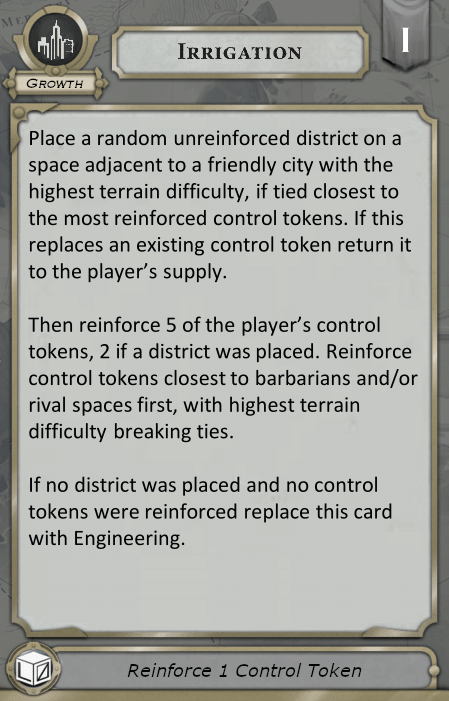 IRRIGATION
I
GROWTH
Place a random unreinforced district on a
space adjacent to a friendly city with the
highest terrain difficulty, if tied closest to
the most reinforced control tokens. If this
replaces an existing control token return it
to the player's supply.
Then reinforce 5 of the player's control
tokens, 2 if a district was placed. Reinforce
control tokens closest to barbarians and/or
rival spaces first, with highest terrain
difficulty breaking ties.
If no district was placed and no control
tokens were reinforced replace this card
with Engineering.
Reinforce 1 Control Token